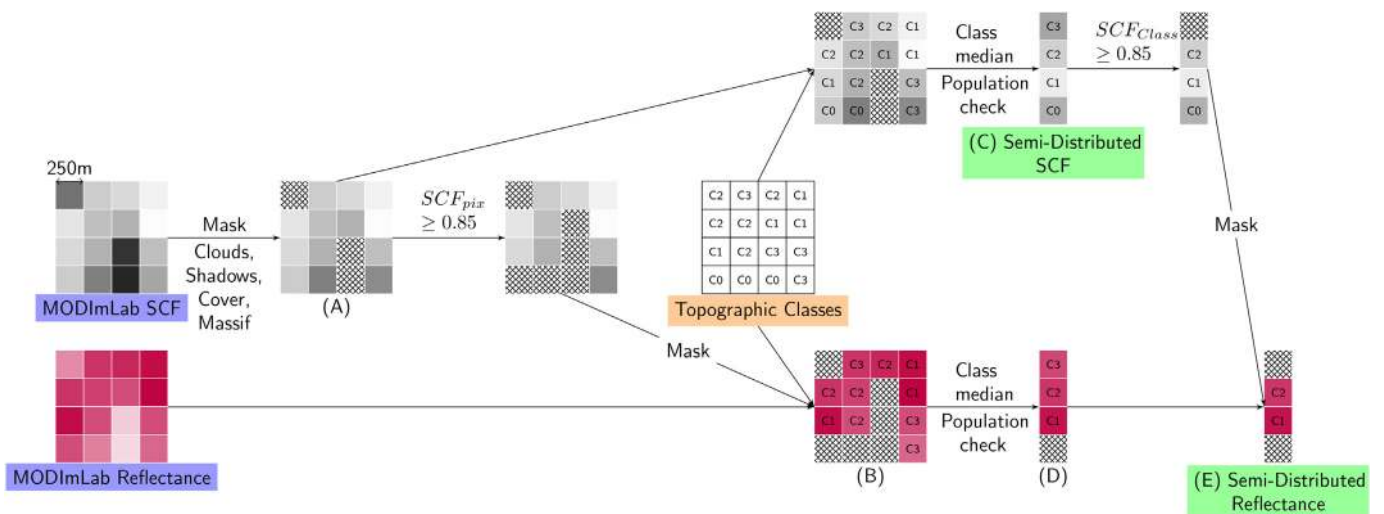 C3 C2 C1
C2 C2 C1 C1
C1 C2 C3
C0 C0 C3
Class
median
Population
check
C3
C2
C1
C0
SCF_Class
≥ 0.85
C2
C1
C0
(C) Semi-Distributed
SCF
250m
Mask
Clouds,
Shadows,
Cover,
Massif
MODImLab SCF
(A)
SCF_pix
≥ 0.85
C2 C3 C2 C1
C2 C2 C1 C1
C1 C2 C3 C3
C0 C0 C0 C3
Topographic Classes
Mask
Mask
MODImLab Reflectance
C3 C2 C1
C2 C2 C1
C1 C2 C3
C3
(B)
Class
median
Population
check
C3
C2
C1
(D)
C2
C1
(E) Semi-Distributed
Reflectance